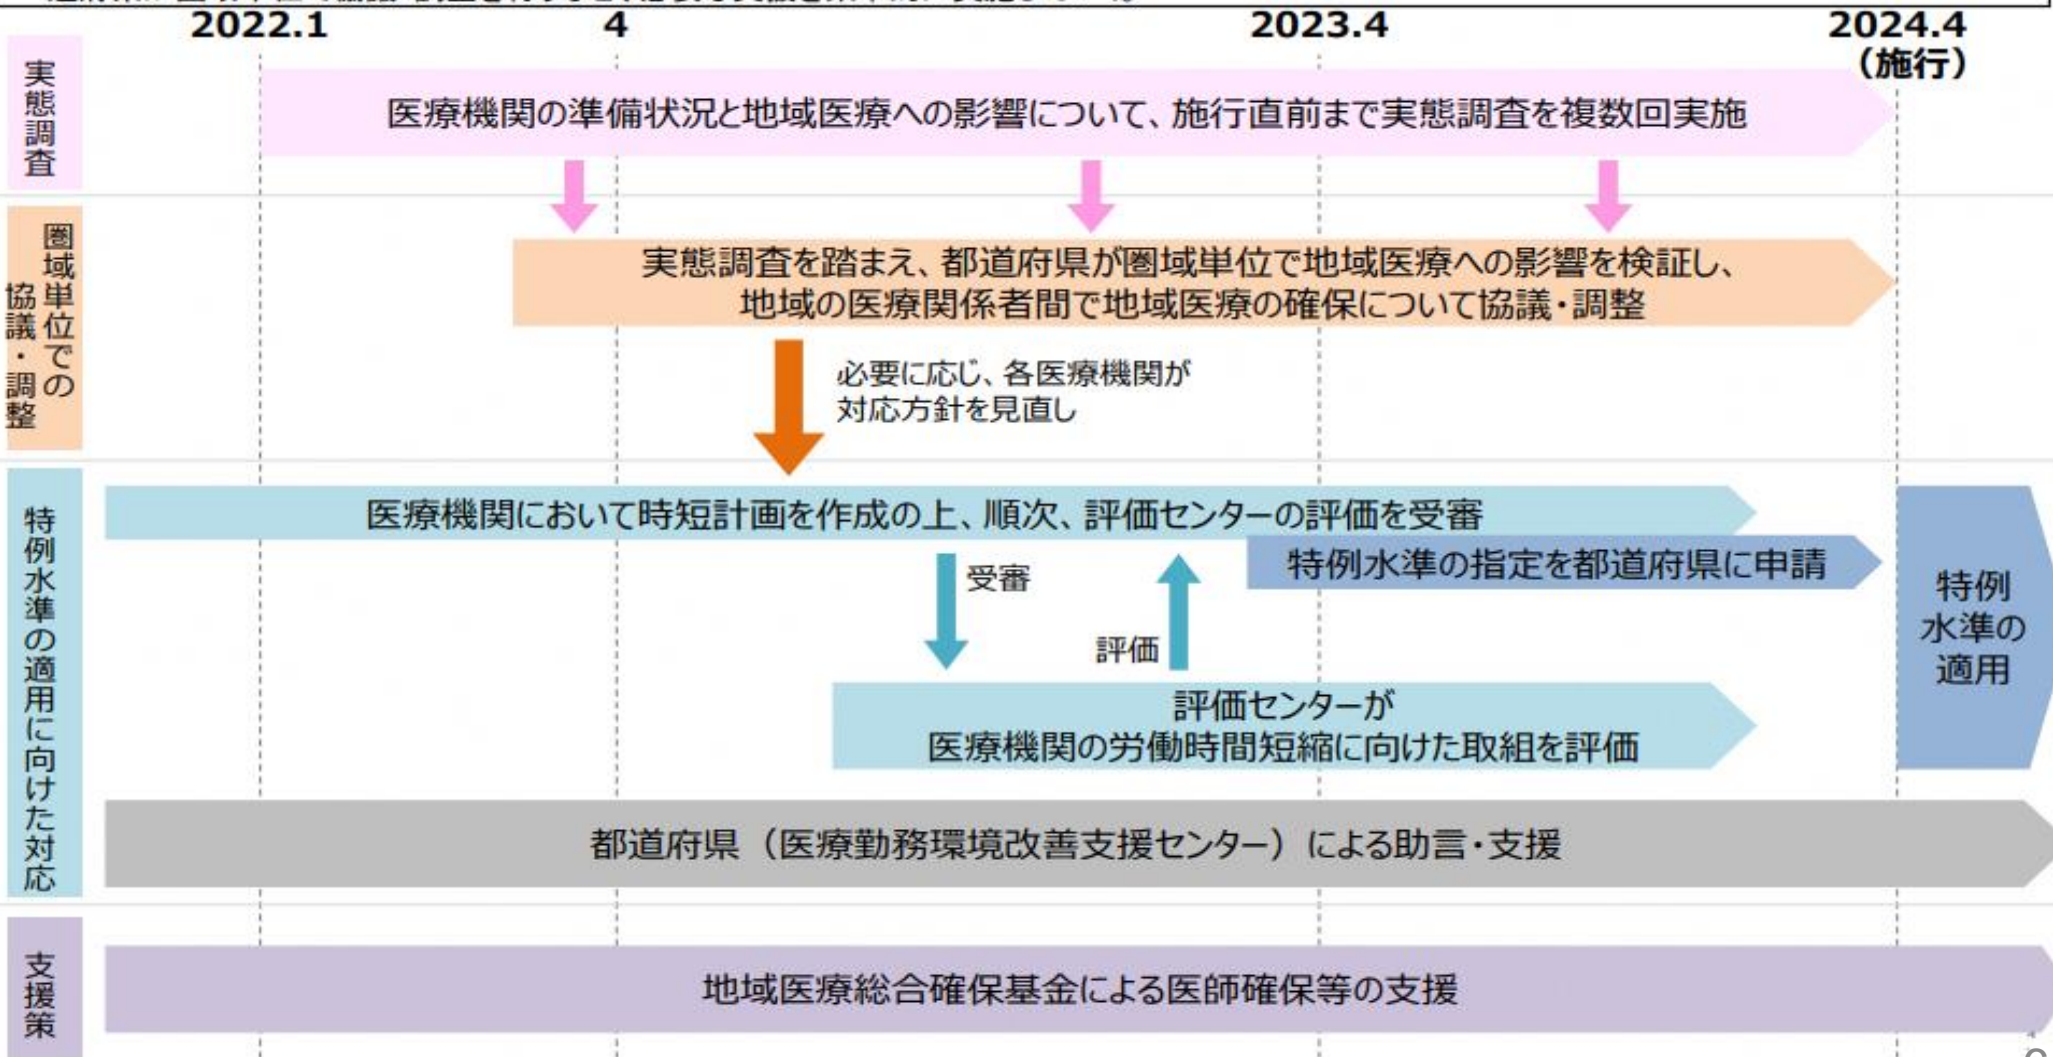 2022.1
4
2023.4
2024.4
（施行）
実態調査
医療機関の準備状況と地域医療への影響について、施行直前まで実態調査を複数回実施
圏域単位での
協議・調整
実態調査を踏まえ、都道府県が圏域単位で地域医療への影響を検証し、
地域の医療関係者間で地域医療の確保について協議・調整
必要に応じ、各医療機関が
対応方針を見直し
特例水準の適用に向けた対応
医療機関において時短計画を作成の上、順次、評価センターの評価を受審
特例水準の指定を都道府県に申請
受審
評価
特例
水準の
適用
評価センターが
医療機関の労働時間短縮に向けた取組を評価
都道府県（医療勤務環境改善支援センター）による助言・支援
支援策
地域医療総合確保基金による医師確保等の支援